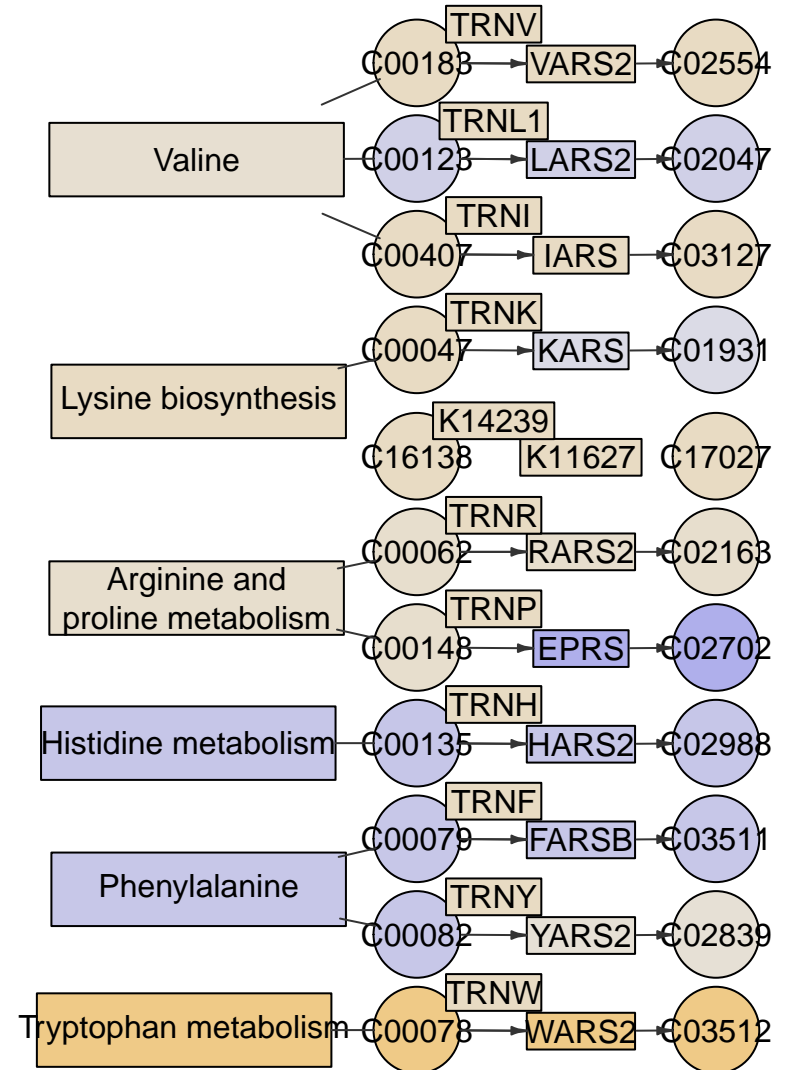 TRNV
C00183 VARS2 C02554
TRNL1
Valine C00123 LARS2 C02047
TRNI
C00407 IARS C03127
TRNK
C00047 KARS C01931
Lysine biosynthesis
K14239
C16138 K11627 C17027
TRNR
C00062 RARS2 C02163
Arginine and
proline metabolism
TRNP
C00148 EPRS C02702
TRNH
Histidine metabolism C00135 HARS2 C02988
TRNF
C00079 FARSB C03511
Phenylalanine
TRNY
C00082 YARS2 C02839
TRNW
Tryptophan metabolism C00078 WARS2 C03512